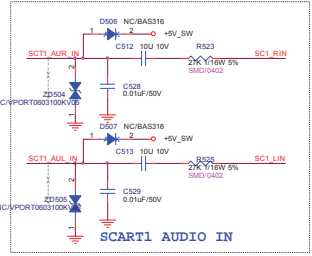 D506 NC/BAS316
1 2 +5V_SW
C512 10U 10V R523
SCT1_AUR_IN SC1_RIN
27K 1/16W 5%
SMD/0402
C528
0.01uF/50V
ZD504
C/VPORT0603100KV05
D507 NC/BAS316
1 2 +5V_SW
C513 10U 10V R525
SCT1_AUL_IN SC1_LIN
27K 1/16W 5%
SMD/0402
C529
0.01uF/50V
ZD505
SCART1 AUDIO IN